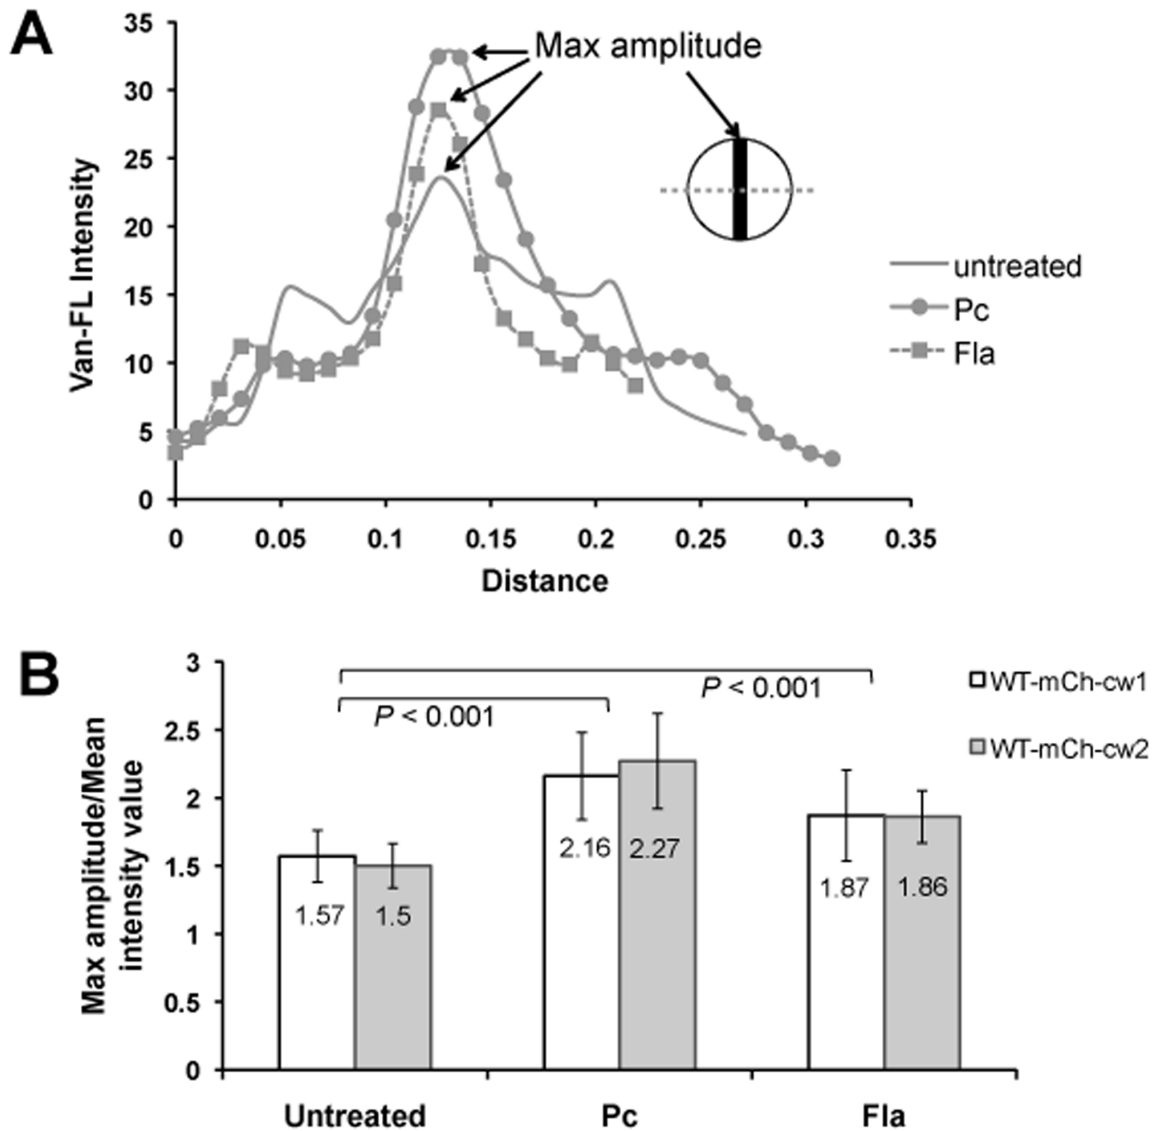 A
35
30
25
20
15
10
5
0
Van-FL Intensity
Max amplitude
untreated
Pc
Fla
0 0.05 0.1 0.15 0.2 0.25 0.3 0.35
Distance
B
3
2.5
2
1.5
1
0.5
0
Max amplitude/Mean
intensity value
P < 0.001
P < 0.001
WT-mCh-cw1
WT-mCh-cw2
1.57 1.5 2.16 2.27 1.87 1.86
Untreated Pc Fla